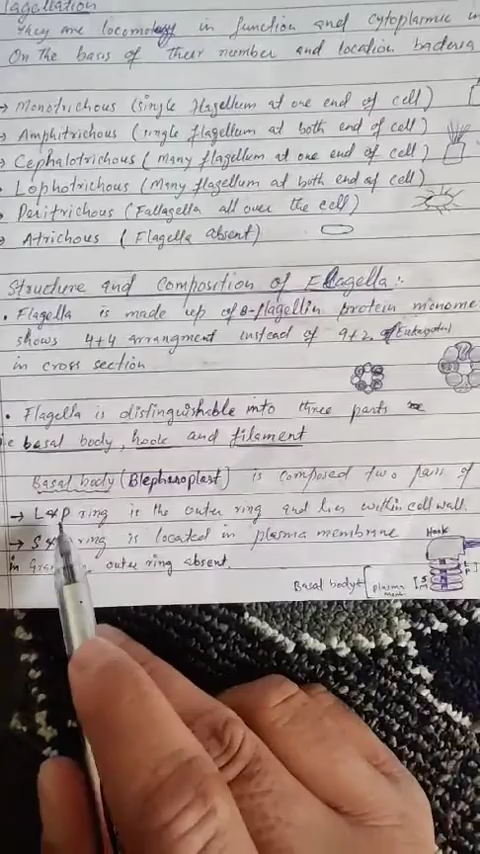 Flagellation
They are locomotory in function and cytoplasmic
On the basis of their number and location bacteria
→ Monotrichous (single flagellum at one end of cell)
→ Amphitrichous (single flagellum at both end of cell)
→ Cephalotrichous (Many flagellum at one end of cell)
Lophotrichous (Many flagellum at both end of cell)
Peritrichous (Fallagella all over the cell)
Atrichous (Flagella absent)
Structure and composition of Flagella :-
• Flagella is made up of flagellin protein monome
shows 4+4 arrangment instead of 9+2 of Eukaryotes)
in cross section
• Flagella is distinguishable into three parts
ie basal body, hook and filament
Basal body (Blephanoplast) is composed two pairs of
→ L & P ring is the outer ring and lies within cell wall.
→ S ring is located in plasma membrane
in outer ring absent.
Hook
Basal body
plasma mem.
S
M
L
P